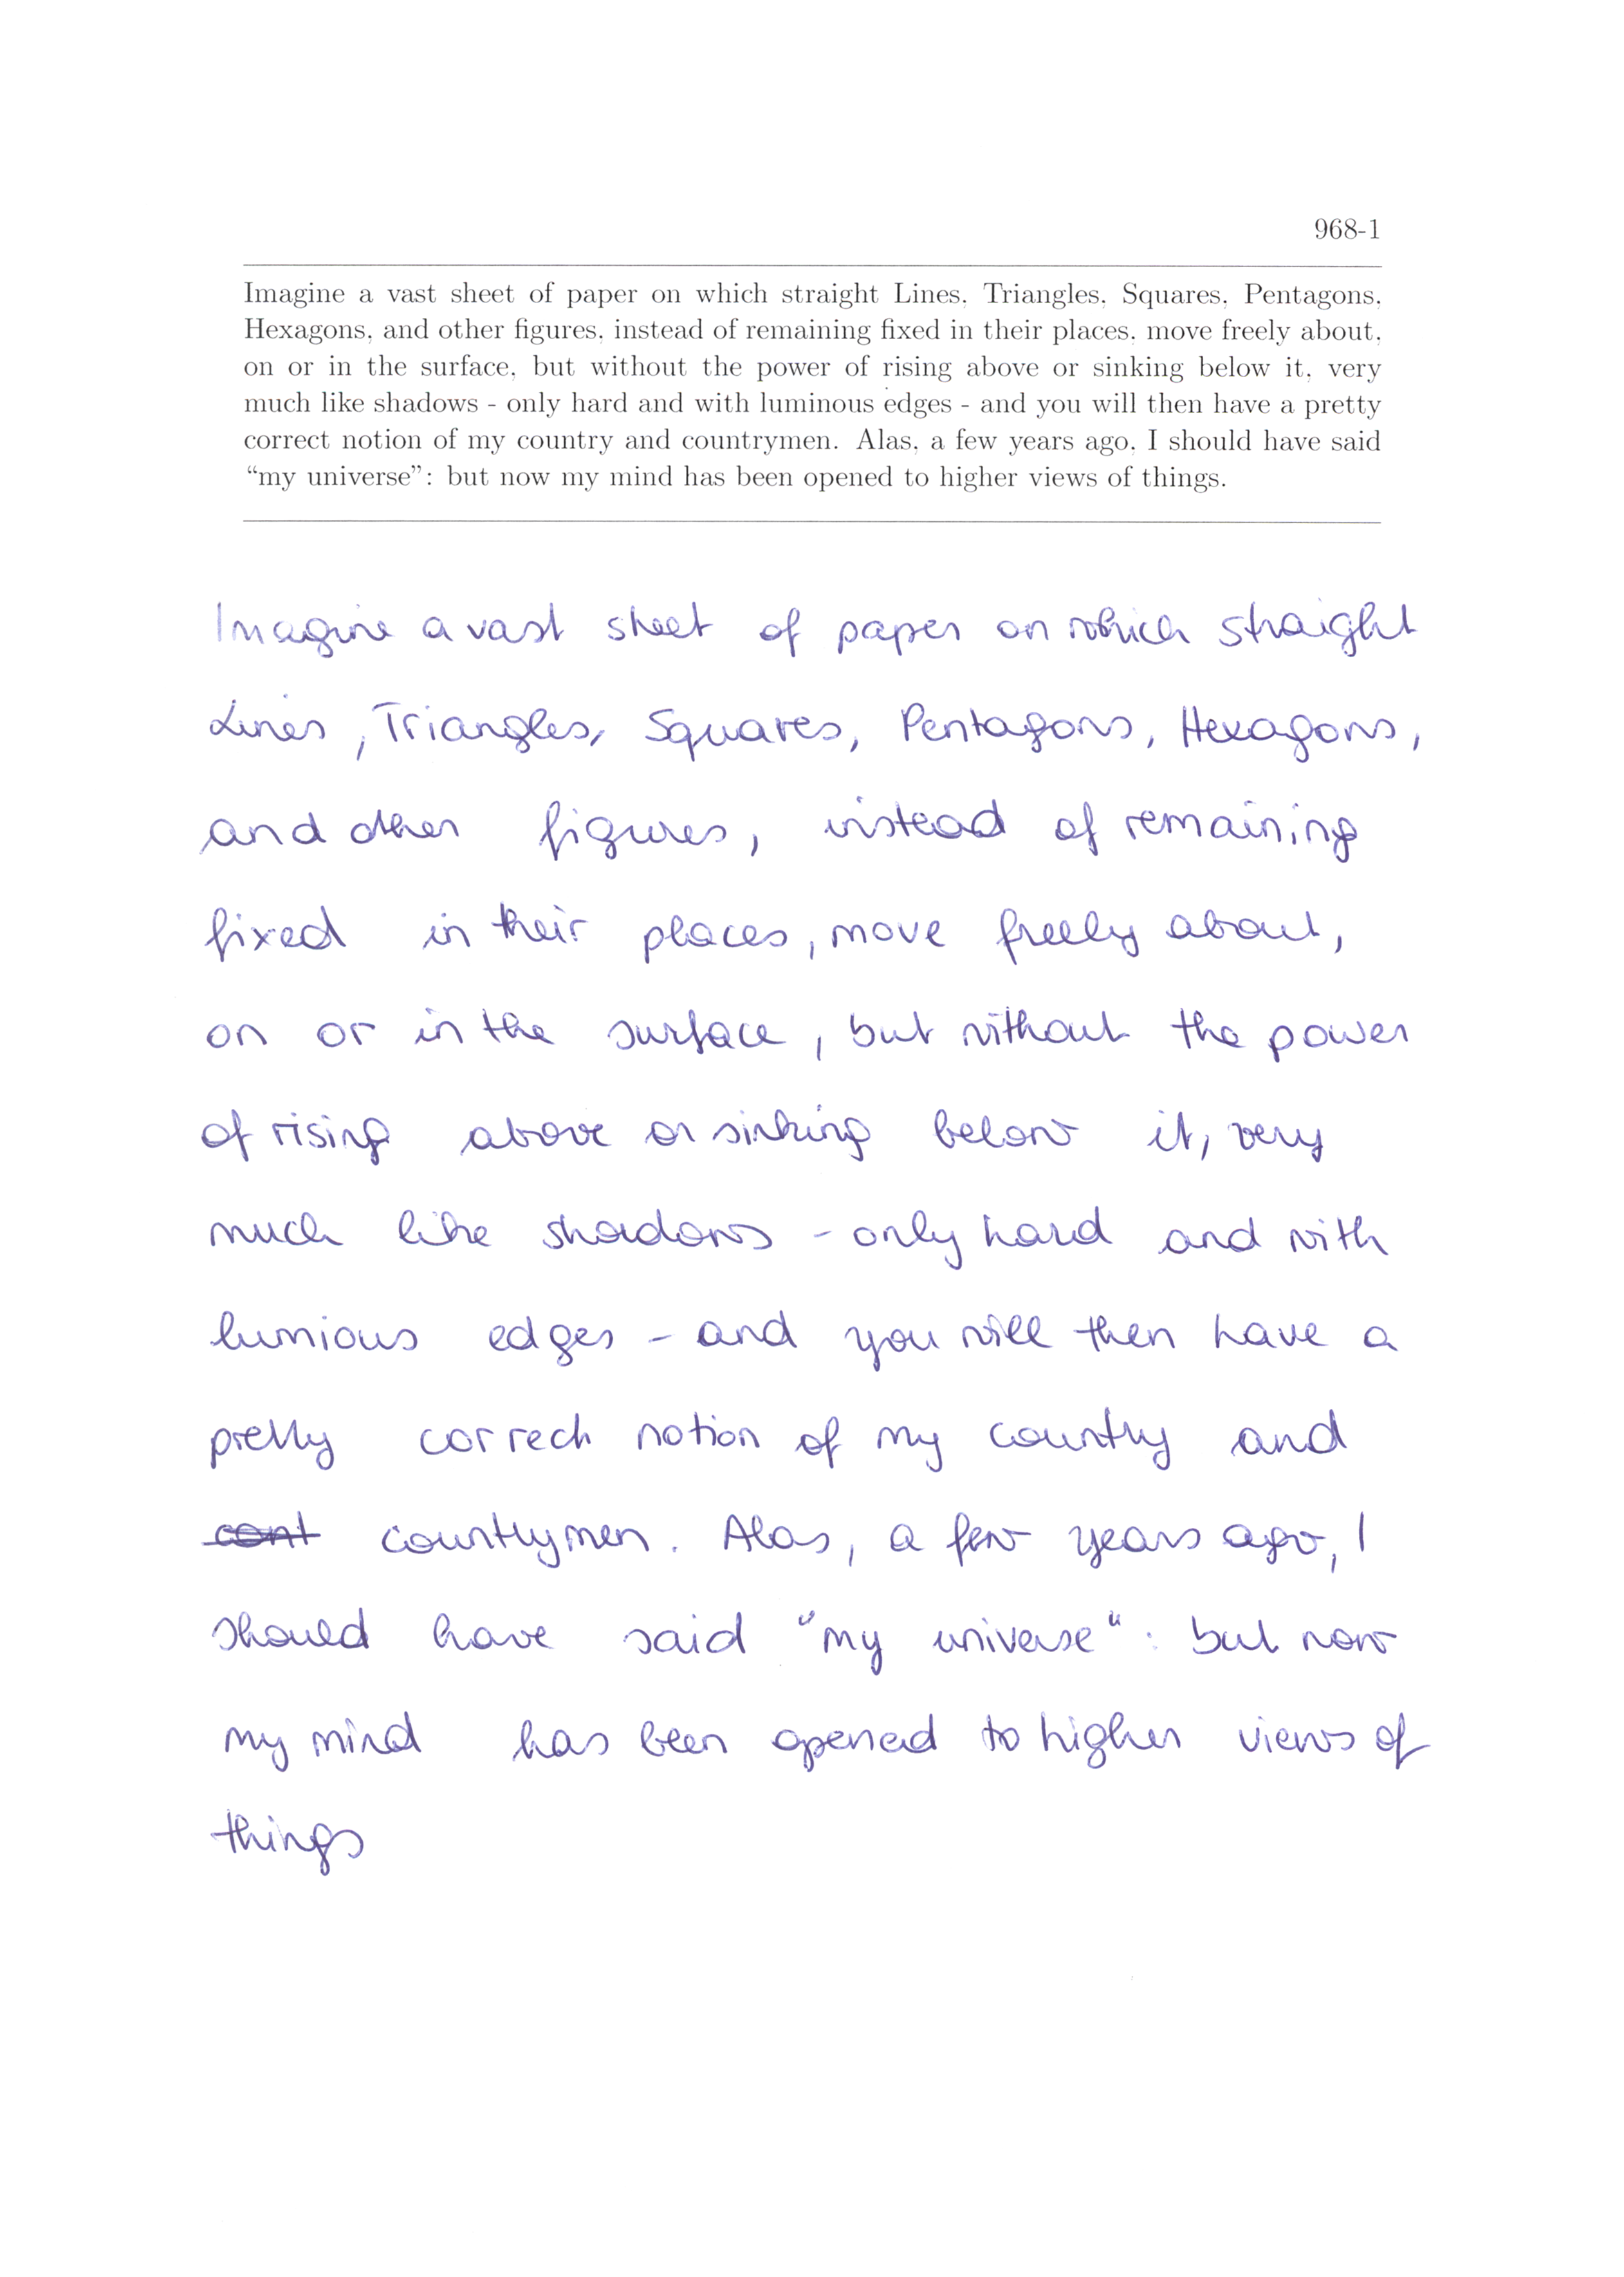 968-1
Imagine a vast sheet of paper on which straight Lines, Triangles, Squares, Pentagons,
Hexagons, and other figures, instead of remaining fixed in their places, move freely about,
on or in the surface, but without the power of rising above or sinking below it, very
much like shadows - only hard and with luminous edges - and you will then have a pretty
correct notion of my country and countrymen. Alas, a few years ago, I should have said
“my universe”: but now my mind has been opened to higher views of things.
Imagine a vast sheet of paper on which straight
Lines, Triangles, Squares, Pentagons, Hexagons,
and other figures, instead of remaining
fixed in their places, move freely about,
on or in the surface, but without the power
of rising above or sinking below it, very
much like shadows - only hard and with
lumious edges - and you will then have a
pretty correct notion of my country and
cont countrymen. Alas, a few years ago, I
should have said "my universe": but now
my mind has been opened to higher views of
things